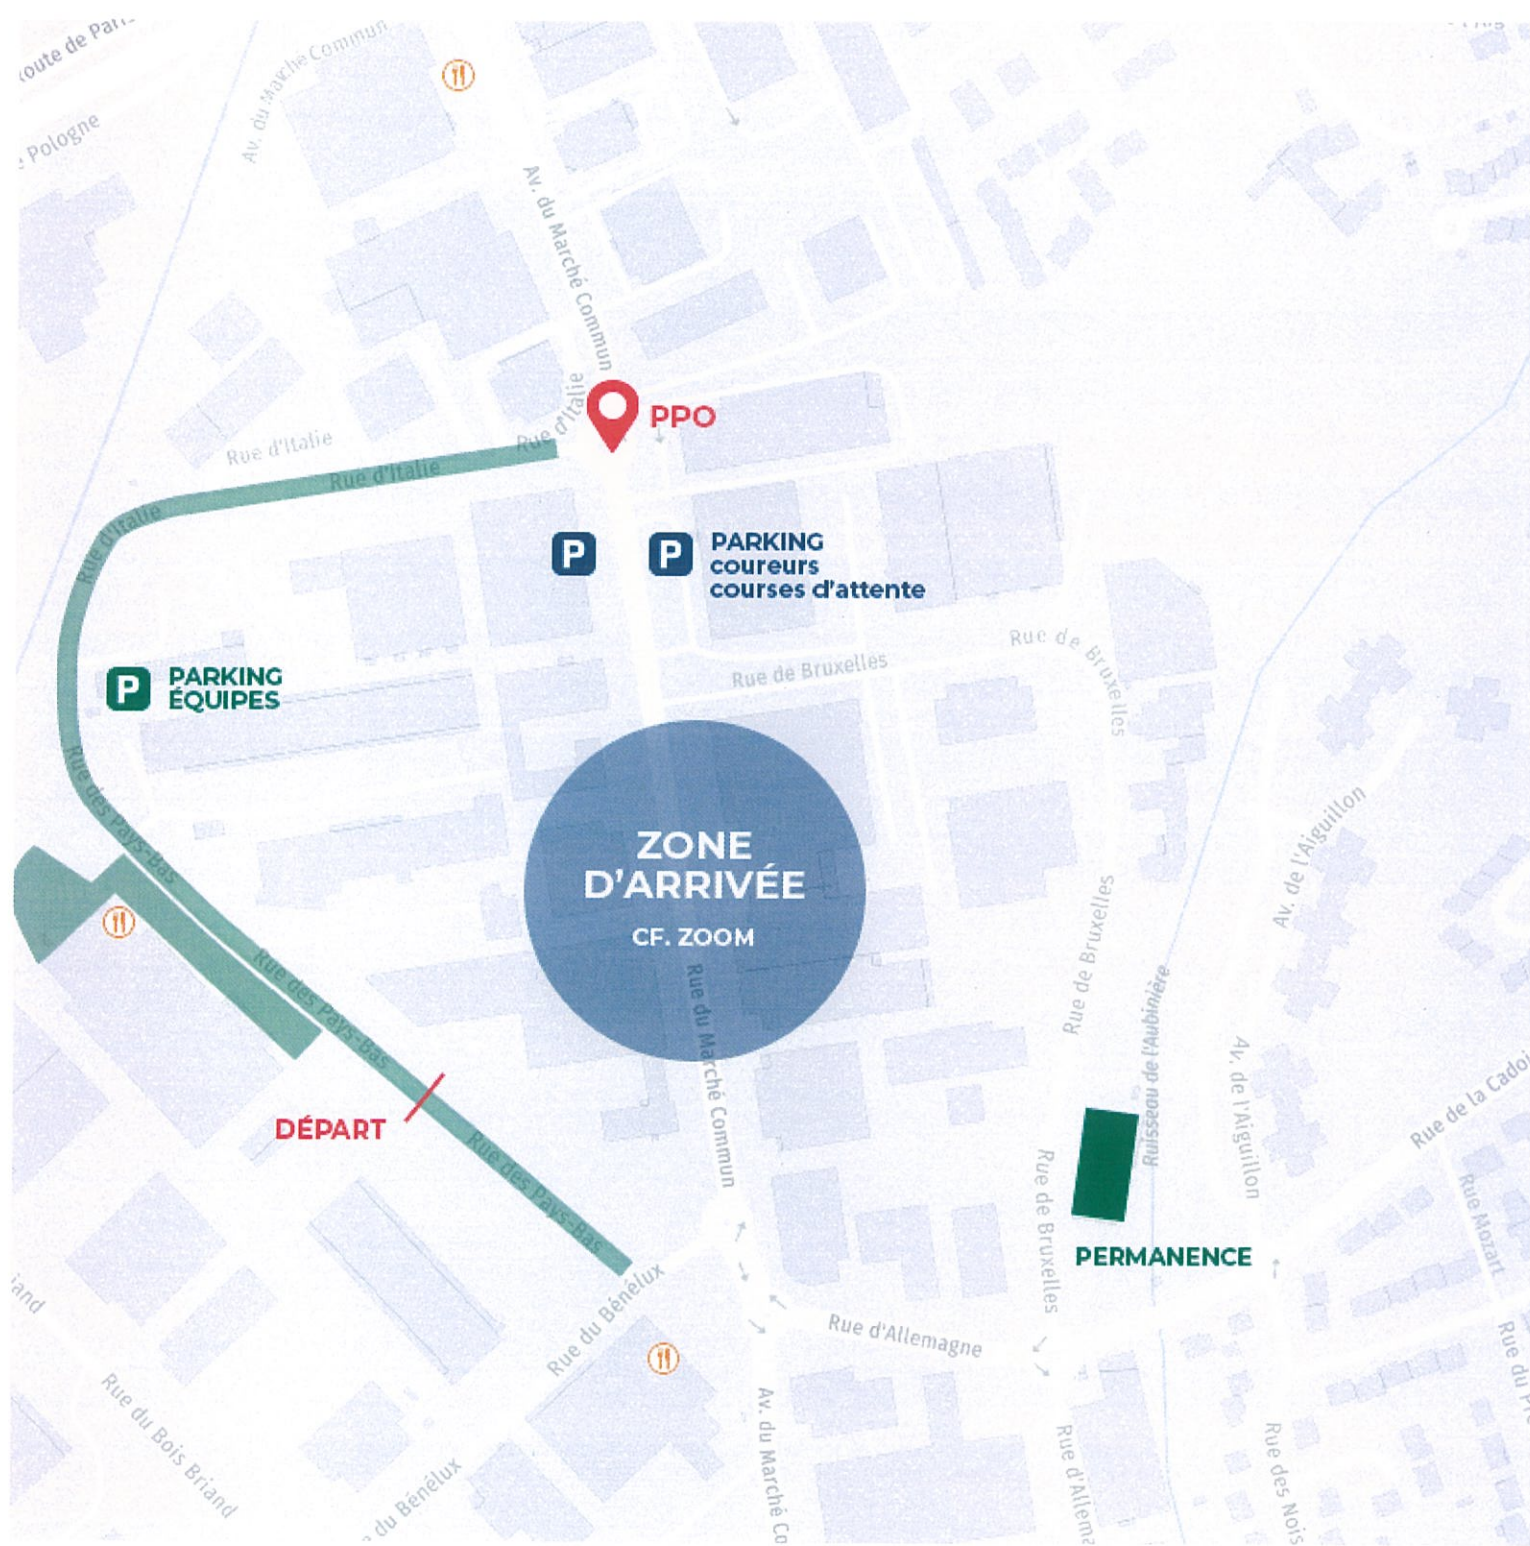 Av. du Marché Commun
Pologne
Av. du Marché Commun
Rue d'Italie
PPO
Rue d'Italie
Rue d'Italie
Rue d'Italie
P
P
PARKING
coureurs
courses d'attente
Rue de Bruxelles
Rue de Bruxelles
P
PARKING
ÉQUIPES
Rue des Pays-Bas
ZONE
D'ARRIVÉE
CF. ZOOM
Av. de l'Aiguillon
Rue de Bruxelles
Rue des Pays-Bas
Rue du Marché Commun
Ruisseau de l'Aubinière
Av. de l'Aiguillon
DÉPART
Rue des Pays-Bas
Rue de Bruxelles
Rue Mozart
PERMANENCE
Rue du Bénélux
Rue d'Allemagne
Rue du Bois Briand
du Bénélux
Rue des Nois